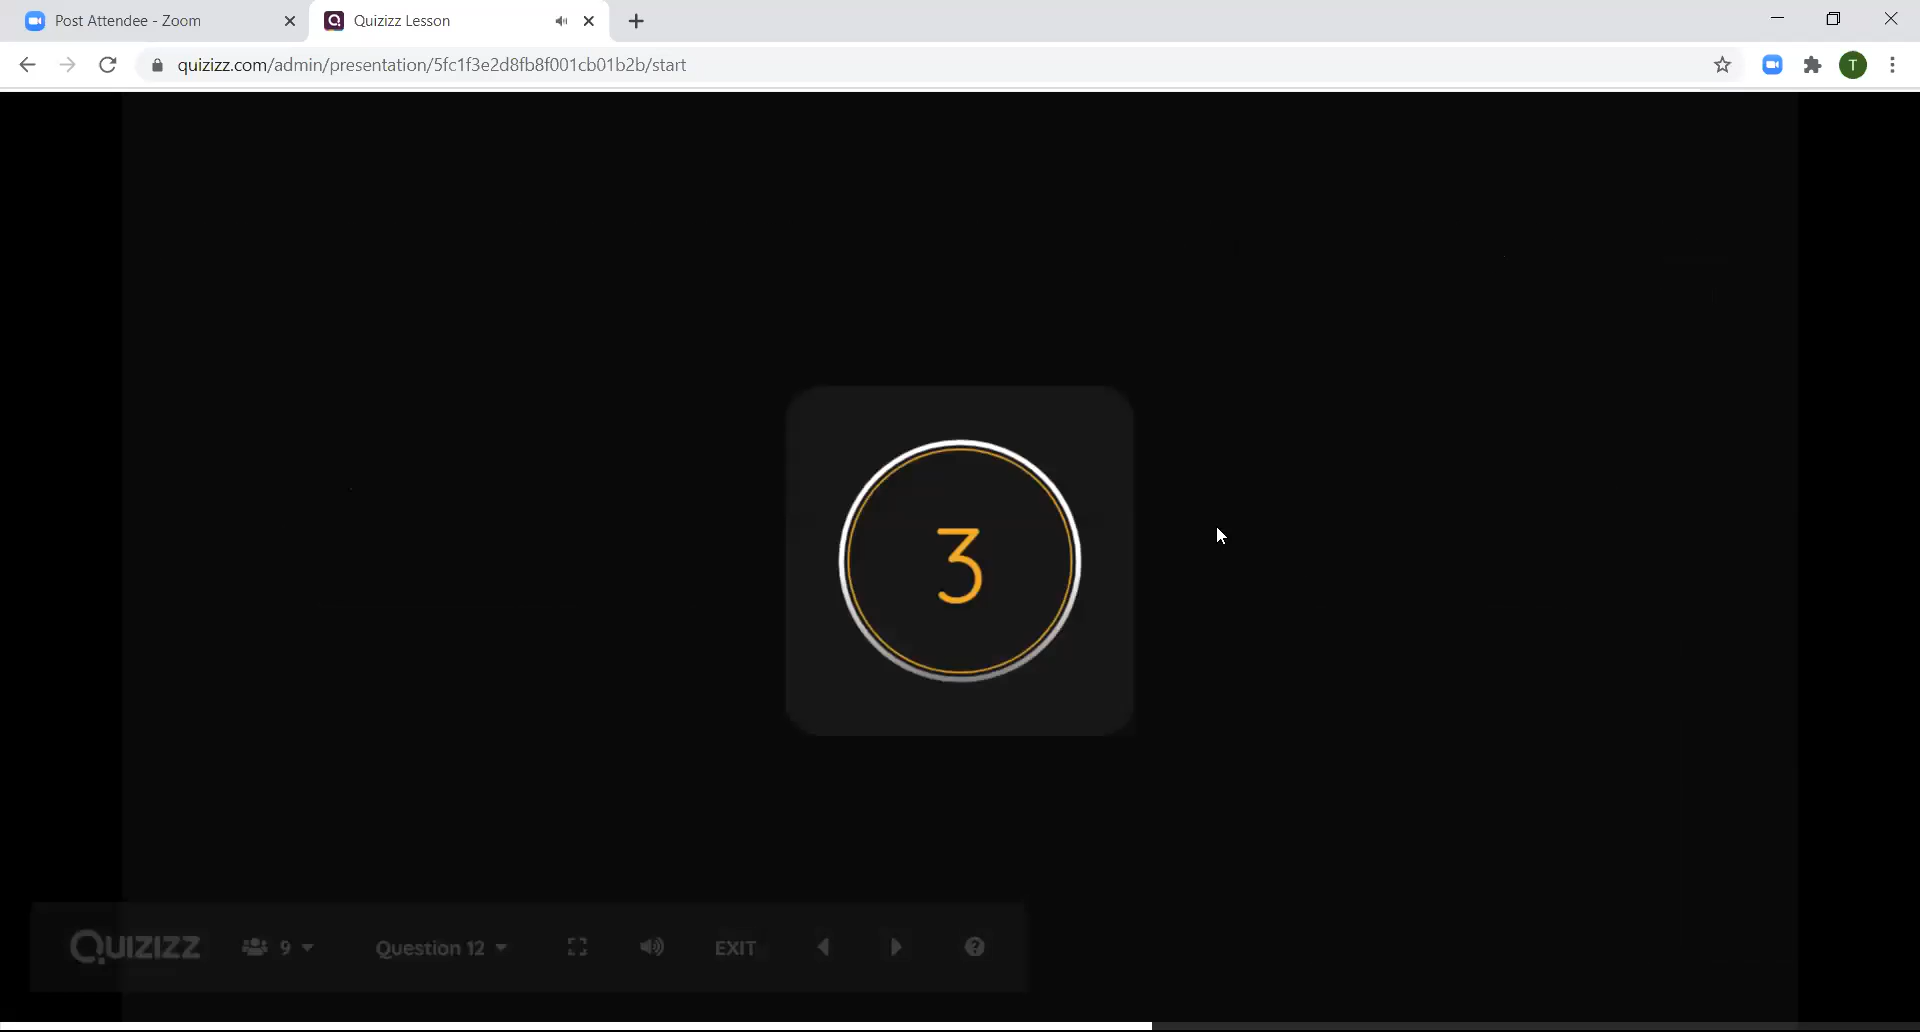 Post Attendee - Zoom
Quizizz Lesson
quizizz.com/admin/presentation/5fc1f3e2d8fb8f001cb01b2b/start
T
3
QUIZIZZ 9 Question 12 EXIT ?